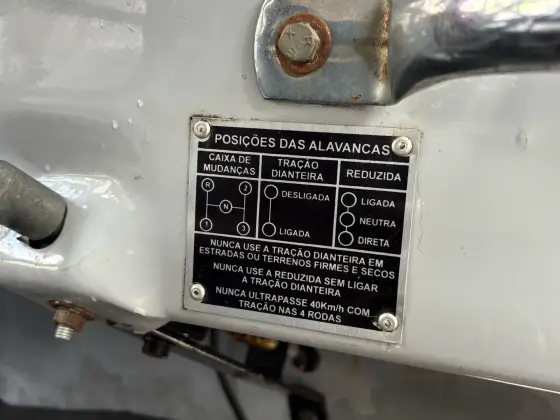 POSIÇÕES DAS ALAVANCAS
CAIXA DE
MUDANÇAS
TRAÇÃO
DIANTEIRA
REDUZIDA
R 2
N
1 3
DESLIGADA
LIGADA
LIGADA
NEUTRA
DIRETA
NUNCA USE A TRAÇÃO DIANTEIRA EM
ESTRADAS OU TERRENOS FIRMES E SECOS
NUNCA USE A REDUZIDA SEM LIGAR
A TRAÇÃO DIANTEIRA
NUNCA ULTRAPASSE 40Km/h COM
TRAÇÃO NAS 4 RODAS